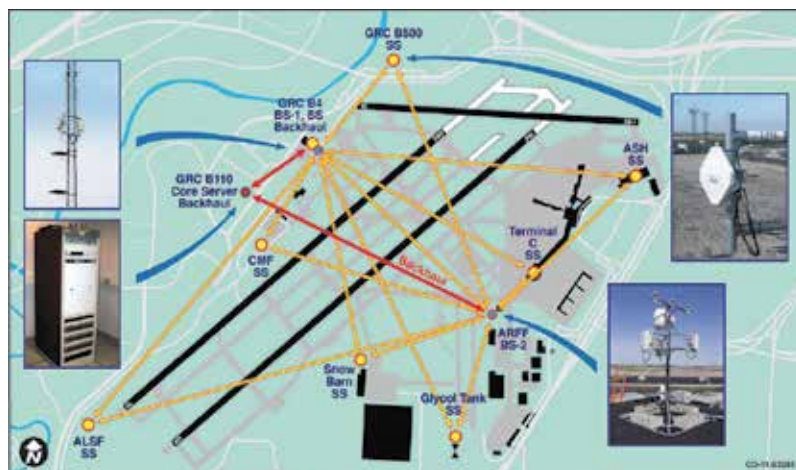 GRC B500
SS
GRC B4
BS-1, SS
Backhaul
GRC B110
Core Server
Backhaul
ASH
SS
Terminal
C
SS
CMF
SS
Backhaul
ARFF
BS-2
Snow
Barn
SS
Glycol Tank
SS
ALSF
SS
N